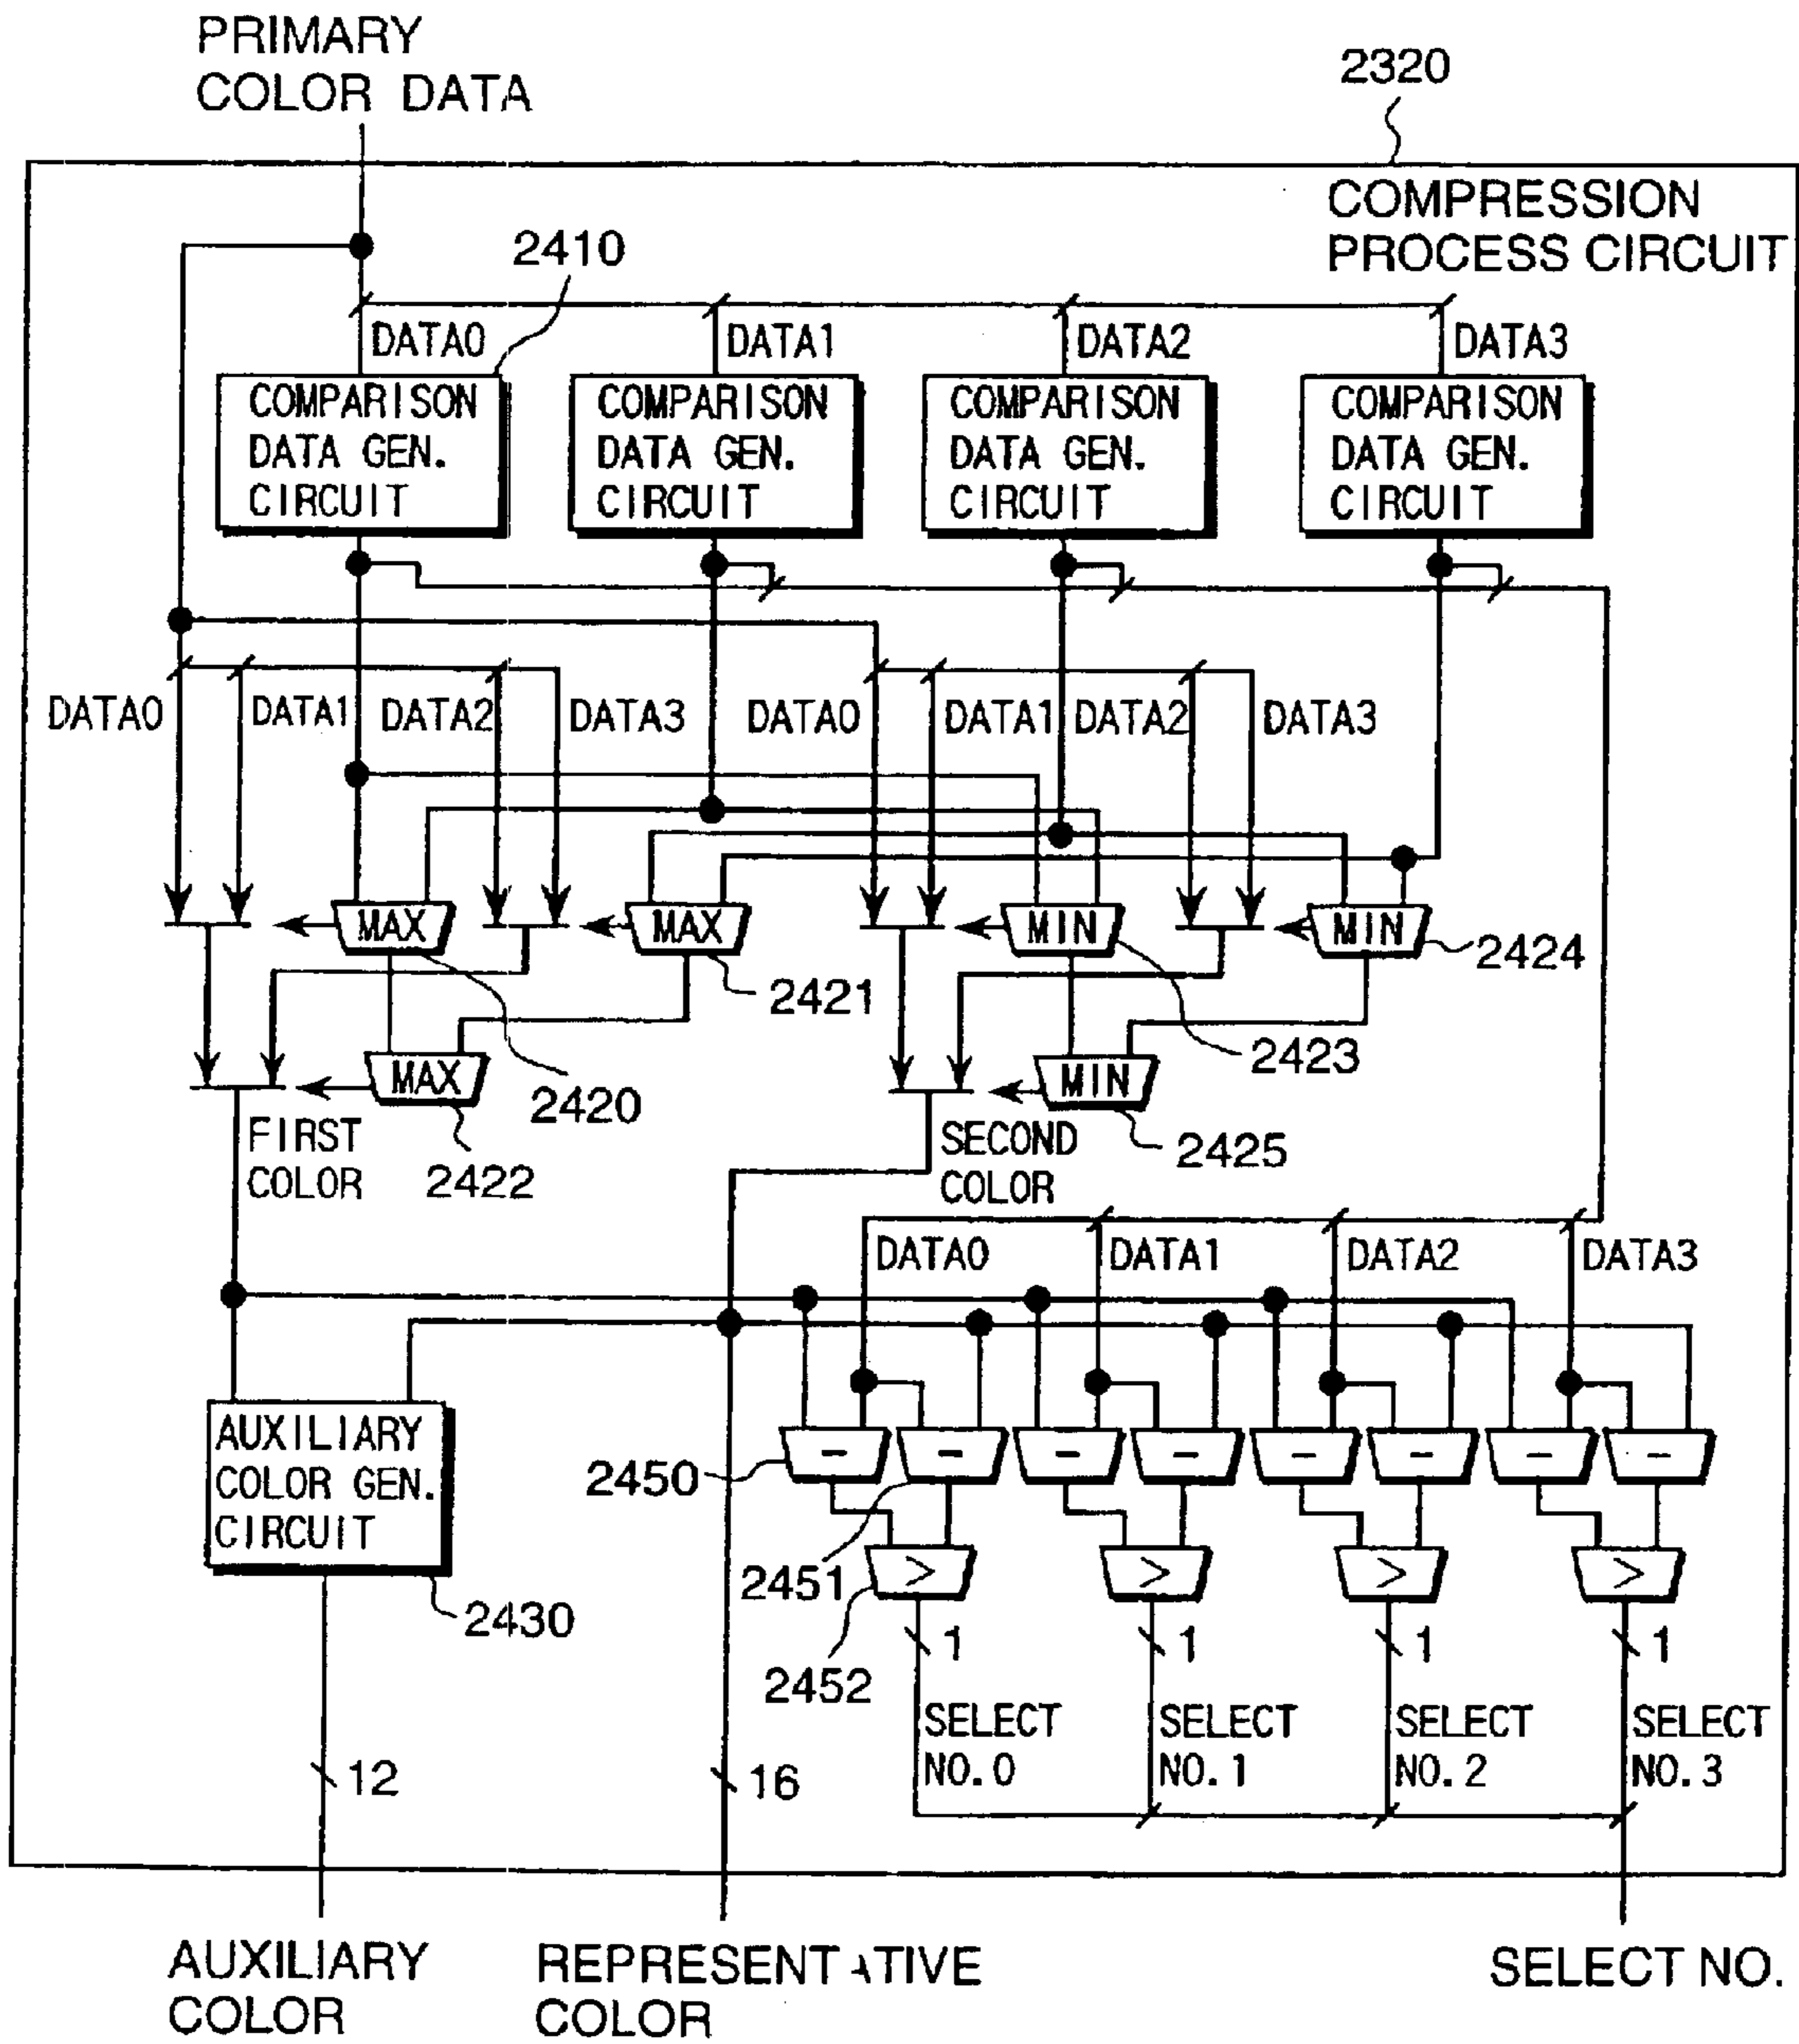 PRIMARY
COLOR DATA
2320
COMPRESSION
PROCESS CIRCUIT
2410
DATA0
DATA1
DATA2
DATA3
COMPARISON
DATA GEN.
CIRCUIT
COMPARISON
DATA GEN.
CIRCUIT
COMPARISON
DATA GEN.
CIRCUIT
COMPARISON
DATA GEN.
CIRCUIT
DATA0
DATA1
DATA2
DATA3
DATA0
DATA1
DATA2
DATA3
MAX
MAX
MIN
MIN
2424
2421
2423
MAX
MIN
2420
2422
2425
FIRST
COLOR
SECOND
COLOR
DATA0
DATA1
DATA2
DATA3
AUXILIARY
COLOR GEN.
CIRCUIT
2430
2450
- - - - - - - -
2451
2452
> > > >
1
1
1
1
SELECT
NO.0
SELECT
NO.1
SELECT
NO.2
SELECT
NO.3
12
16
AUXILIARY
COLOR
REPRESENTATIVE
COLOR
SELECT NO.